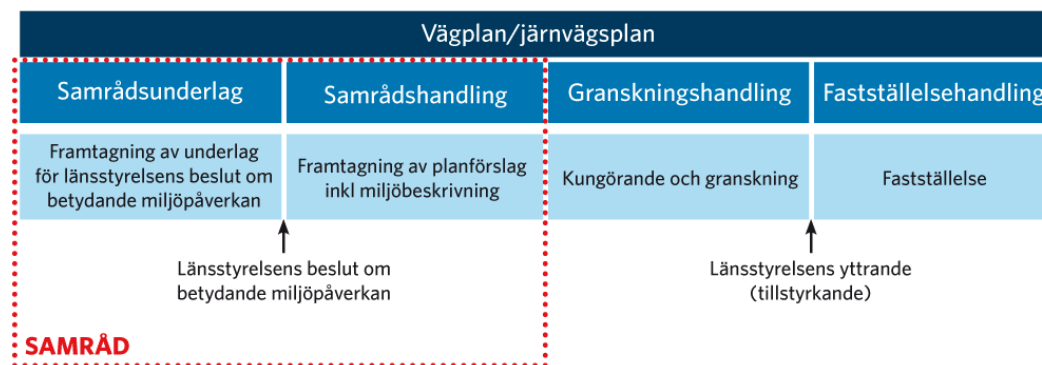 Vägplan/järnvägsplan
Samrådsunderlag
Samrådshandling
Granskningshandling
Fastställelsehandling
Framtagning av underlag
för länsstyrelsens beslut om
betydande miljöpåverkan
Framtagning av planförslag
inkl miljöbeskrivning
Kungörande och granskning
Fastställelse
Länsstyrelsens beslut om
betydande miljöpåverkan
Länsstyrelsens yttrande
(tillstyrkande)
SAMRÅD